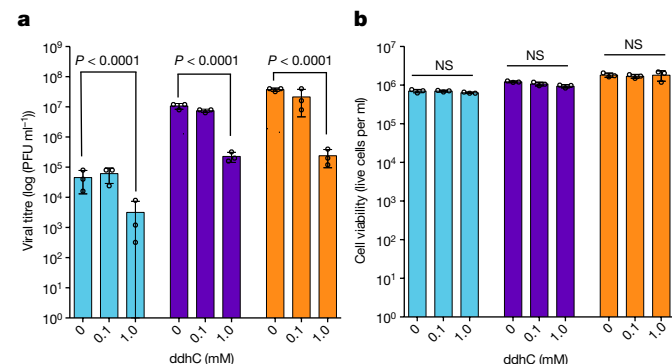 a
Viral titre (log (PFU ml⁻¹))
10⁹
10⁸
10⁷
10⁶
10⁵
10⁴
10³
10²
10¹
10⁰
P < 0.0001
P < 0.0001
P < 0.0001
0 0.1 1.0 0 0.1 1.0 0 0.1 1.0
ddhC (mM)
b
Cell viability (live cells per ml)
10⁷
10⁶
10⁵
10⁴
10³
10²
10¹
10⁰
NS
NS
NS
0 0.1 1.0 0 0.1 1.0 0 0.1 1.0
ddhC (mM)